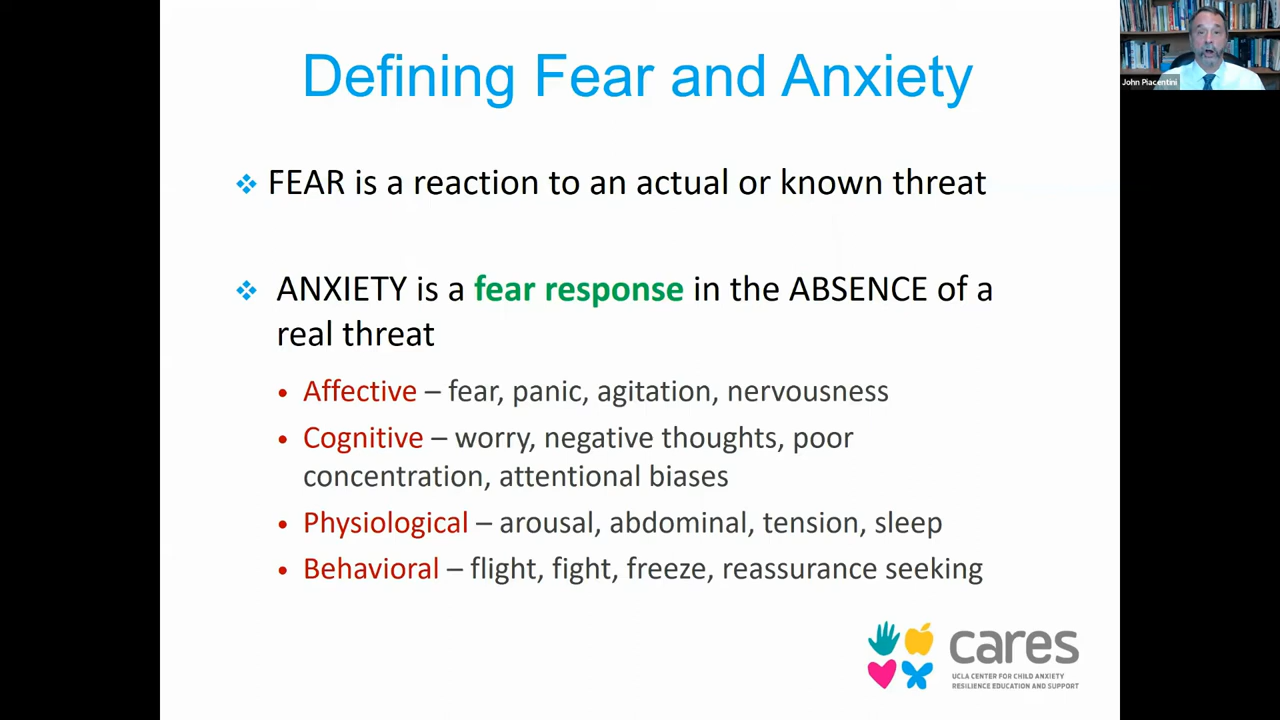 Defining Fear and Anxiety
John Piacentini
❖ FEAR is a reaction to an actual or known threat
❖ ANXIETY is a fear response in the ABSENCE of a
real threat
• Affective – fear, panic, agitation, nervousness
• Cognitive – worry, negative thoughts, poor
concentration, attentional biases
• Physiological – arousal, abdominal, tension, sleep
• Behavioral – flight, fight, freeze, reassurance seeking
cares
UCLA CENTER FOR CHILD ANXIETY
RESILIENCE EDUCATION AND SUPPORT